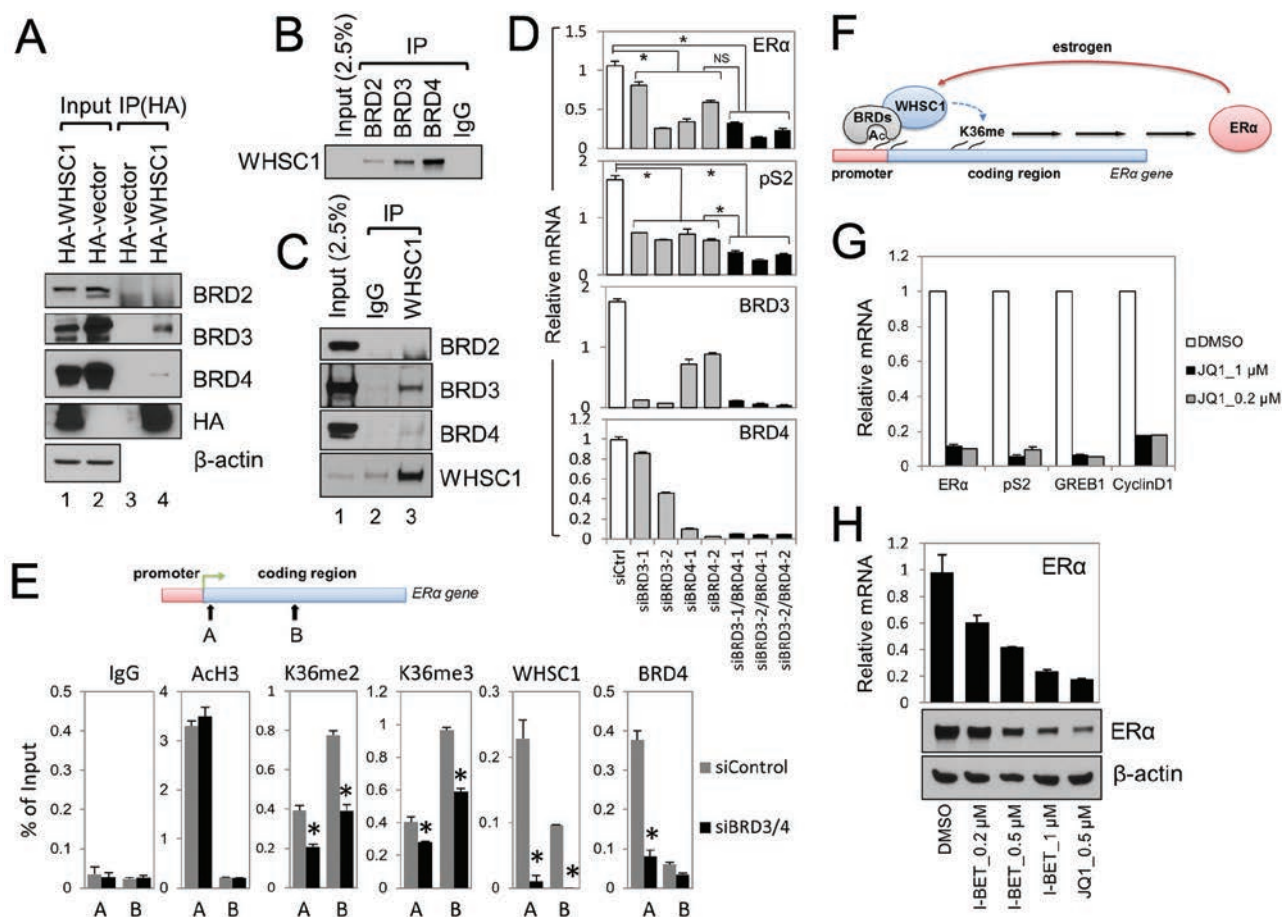 A
Input IP(HA)
HA-WHSC1
HA-vector
HA-vector
HA-WHSC1
BRD2
BRD3
BRD4
HA
β-actin
1 2 3 4
B
IP
Input (2.5%)
BRD2
BRD3
BRD4
IgG
WHSC1
C
IP
Input (2.5%)
IgG
WHSC1
BRD2
BRD3
BRD4
WHSC1
1 2 3
D
Relative mRNA
ERα
1.5
1
0.5
0
* * NS
pS2
2
1
0
* * *
BRD3
2
1.5
1
0.5
0
BRD4
1.2
1
0.8
0.6
0.4
0.2
0
siCtrl
siBRD3-1
siBRD3-2
siBRD4-1
siBRD4-2
siBRD3-1/BRD4-1
siBRD3-2/BRD4-1
siBRD3-2/BRD4-2
E
promoter coding region
ERα gene
A B
% of Input
IgG
0.5
0.4
0.3
0.2
0.1
0
A B
AcH3
4
3
2
1
0
A B
K36me2
1
0.8
0.6
0.4
0.2
0
* *
A B
K36me3
1.2
1
0.8
0.6
0.4
0.2
0
* *
A B
WHSC1
0.3
0.2
0.1
0
* *
A B
BRD4
0.5
0.4
0.3
0.2
0.1
0
*
A B
siControl
siBRD3/4
F
estrogen
WHSC1
BRDs
Ac
K36me
ERα
promoter coding region ERα gene
G
Relative mRNA
1.2
1
0.8
0.6
0.4
0.2
0
ERα pS2 GREB1 CyclinD1
DMSO
JQ1_1 µM
JQ1_0.2 µM
H
Relative mRNA
1.2
1
0.8
0.6
0.4
0.2
0
ERα
ERα
β-actin
DMSO
I-BET_0.2 µM
I-BET_0.5 µM
I-BET_1 µM
JQ1_0.5 µM